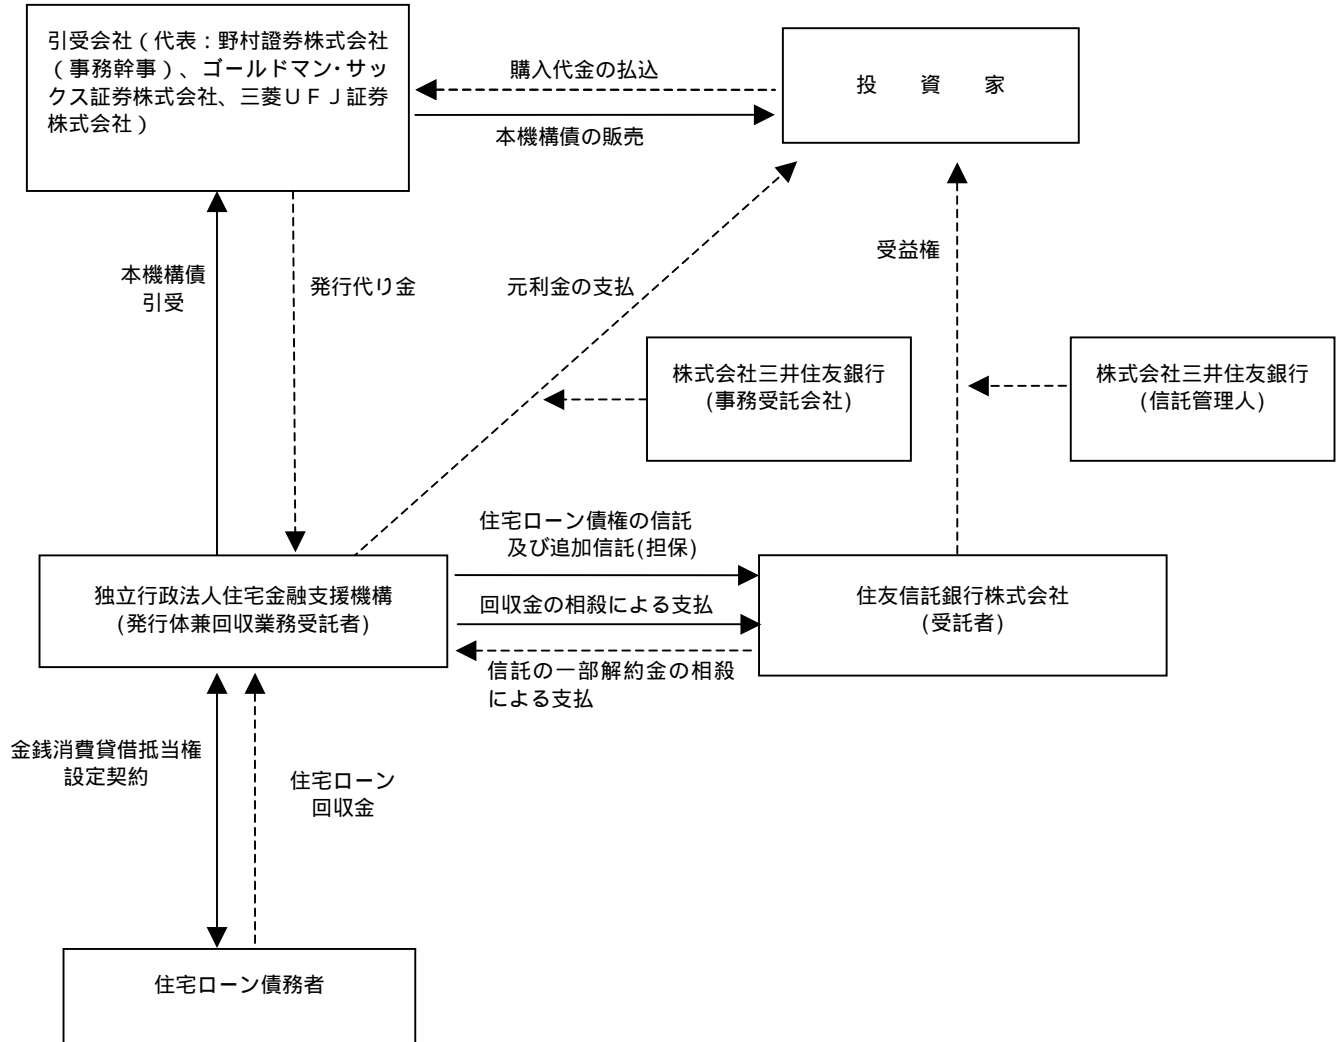 引受会社（代表：野村證券株式会社
（事務幹事）、ゴールドマン・サッ
クス証券株式会社、三菱ＵＦＪ証券
株式会社）
購入代金の払込
投　資　家
本機構債の販売
本機構債
引受
発行代り金
元利金の支払
受益権
株式会社三井住友銀行
(事務受託会社)
株式会社三井住友銀行
(信託管理人)
住宅ローン債権の信託
及び追加信託(担保)
独立行政法人住宅金融支援機構
(発行体兼回収業務受託者)
回収金の相殺による支払
住友信託銀行株式会社
(受託者)
信託の一部解約金の相殺
による支払
金銭消費貸借抵当権
設定契約
住宅ローン
回収金
住宅ローン債務者